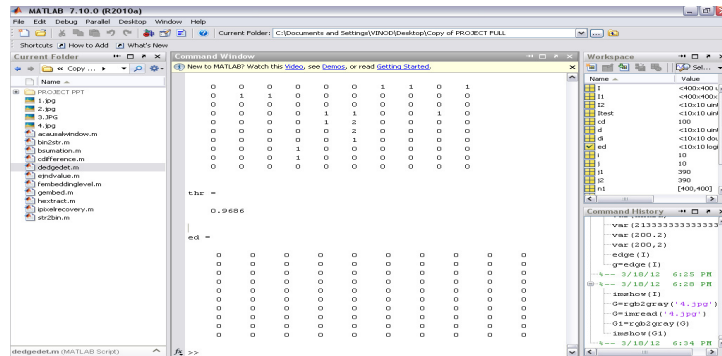 MATLAB 7.10.0 (R2010a)
File Edit Debug Parallel Desktop Window Help
Current Folder: C:\Documents and Settings\VINOD\Desktop\Copy of PROJECT FULL
Shortcuts How to Add What's New
Current Folder
« Copy ...
Name
PROJECT PPT
1.jpg
2.jpg
3.JPG
4.jpg
acausalwindow.m
bin2str.m
bsumation.m
cdifference.m
dedgedet.m
ejndvalue.m
fembeddinglevel.m
gembed.m
hextract.m
ipixelrecovery.m
str2bin.m
dedgedet.m (MATLAB Script)
Command Window
New to MATLAB? Watch this Video, see Demos, or read Getting Started.
0 0 0 0 0 0 1 1 0 1
0 1 1 0 0 0 0 0 0 0
0 0 0 0 0 0 0 0 0 0
0 0 0 0 1 1 0 0 1 0
0 0 0 0 1 2 0 0 0 0
0 0 0 0 0 2 0 0 0 0
0 0 0 0 0 1 0 0 0 0
0 0 0 1 0 0 0 0 0 0
0 0 0 1 0 0 0 0 0 0
0 0 0 0 0 0 0 0 0 0
thr =
0.9686
ed =
0 0 0 0 0 0 0 0 0 0
0 0 0 0 0 0 0 0 0 0
0 0 0 0 0 0 0 0 0 0
0 0 0 0 0 0 0 0 0 0
0 0 0 0 0 0 0 0 0 0
0 0 0 0 0 0 0 0 0 0
0 0 0 0 0 0 0 0 0 0
0 0 0 0 0 0 0 0 0 0
0 0 0 0 0 0 0 0 0 0
0 0 0 0 0 0 0 0 0 0
fx >>
Workspace
Sel...
Name Value
I <400x400 u
I1 <400x400x
I2 <10x10 uint
Itest <10x10 uint
cd 100
d <10x10 uint
di <10x10 dou
ed <10x10 logi
i 10
j 10
j1 390
j2 390
n1 [400,400]
Command History
var(213333333333333
var(200.2)
var(200,2)
edge(I)
g=edge(I)
%-- 3/18/12 6:25 PM
%-- 3/18/12 6:28 PM
imshow(I)
G=rgb2gray('4.jpg')
G=imread('4.jpg')
G1=rgb2gray(G)
imshow(G1)
%-- 3/18/12 6:34 PM